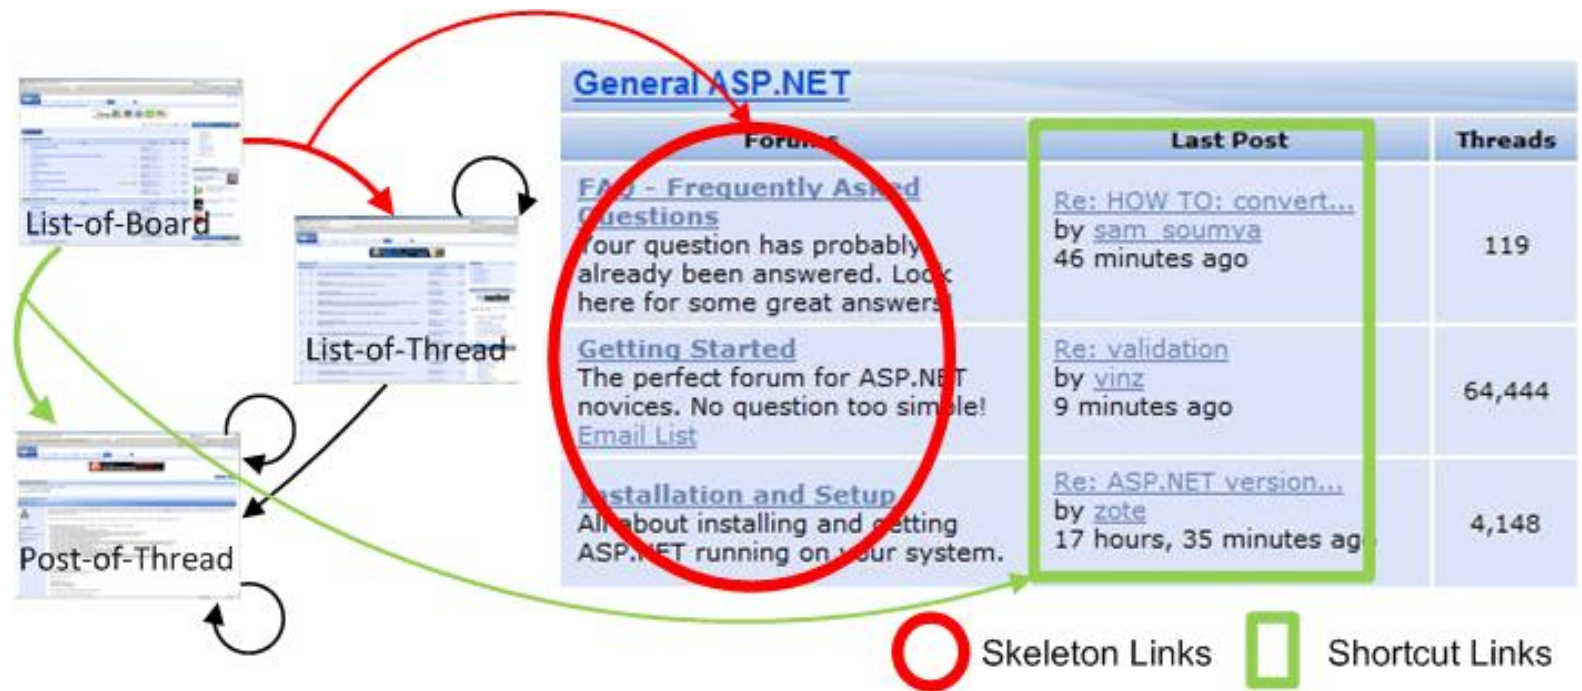 List-of-Board
List-of-Thread
Post-of-Thread
General ASP.NET
Forums
Last Post
Threads
FAQ - Frequently Asked
Questions
Your question has probably
already been answered. Look
here for some great answers!
Re: HOW TO: convert...
by sam_soumya
46 minutes ago
119
Getting Started
The perfect forum for ASP.NET
novices. No question too simple!
Email List
Re: validation
by vinz
9 minutes ago
64,444
Installation and Setup
All about installing and getting
ASP.NET running on your system.
Re: ASP.NET version...
by zote
17 hours, 35 minutes ago
4,148
Skeleton Links
Shortcut Links